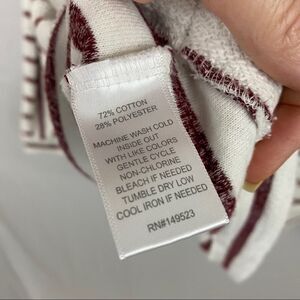 72% COTTON
28% POLYESTER
MACHINE WASH COLD
INSIDE OUT
WITH LIKE COLORS
GENTLE CYCLE
NON-CHLORINE
BLEACH IF NEEDED
TUMBLE DRY LOW
COOL IRON IF NEEDED
RN#149523